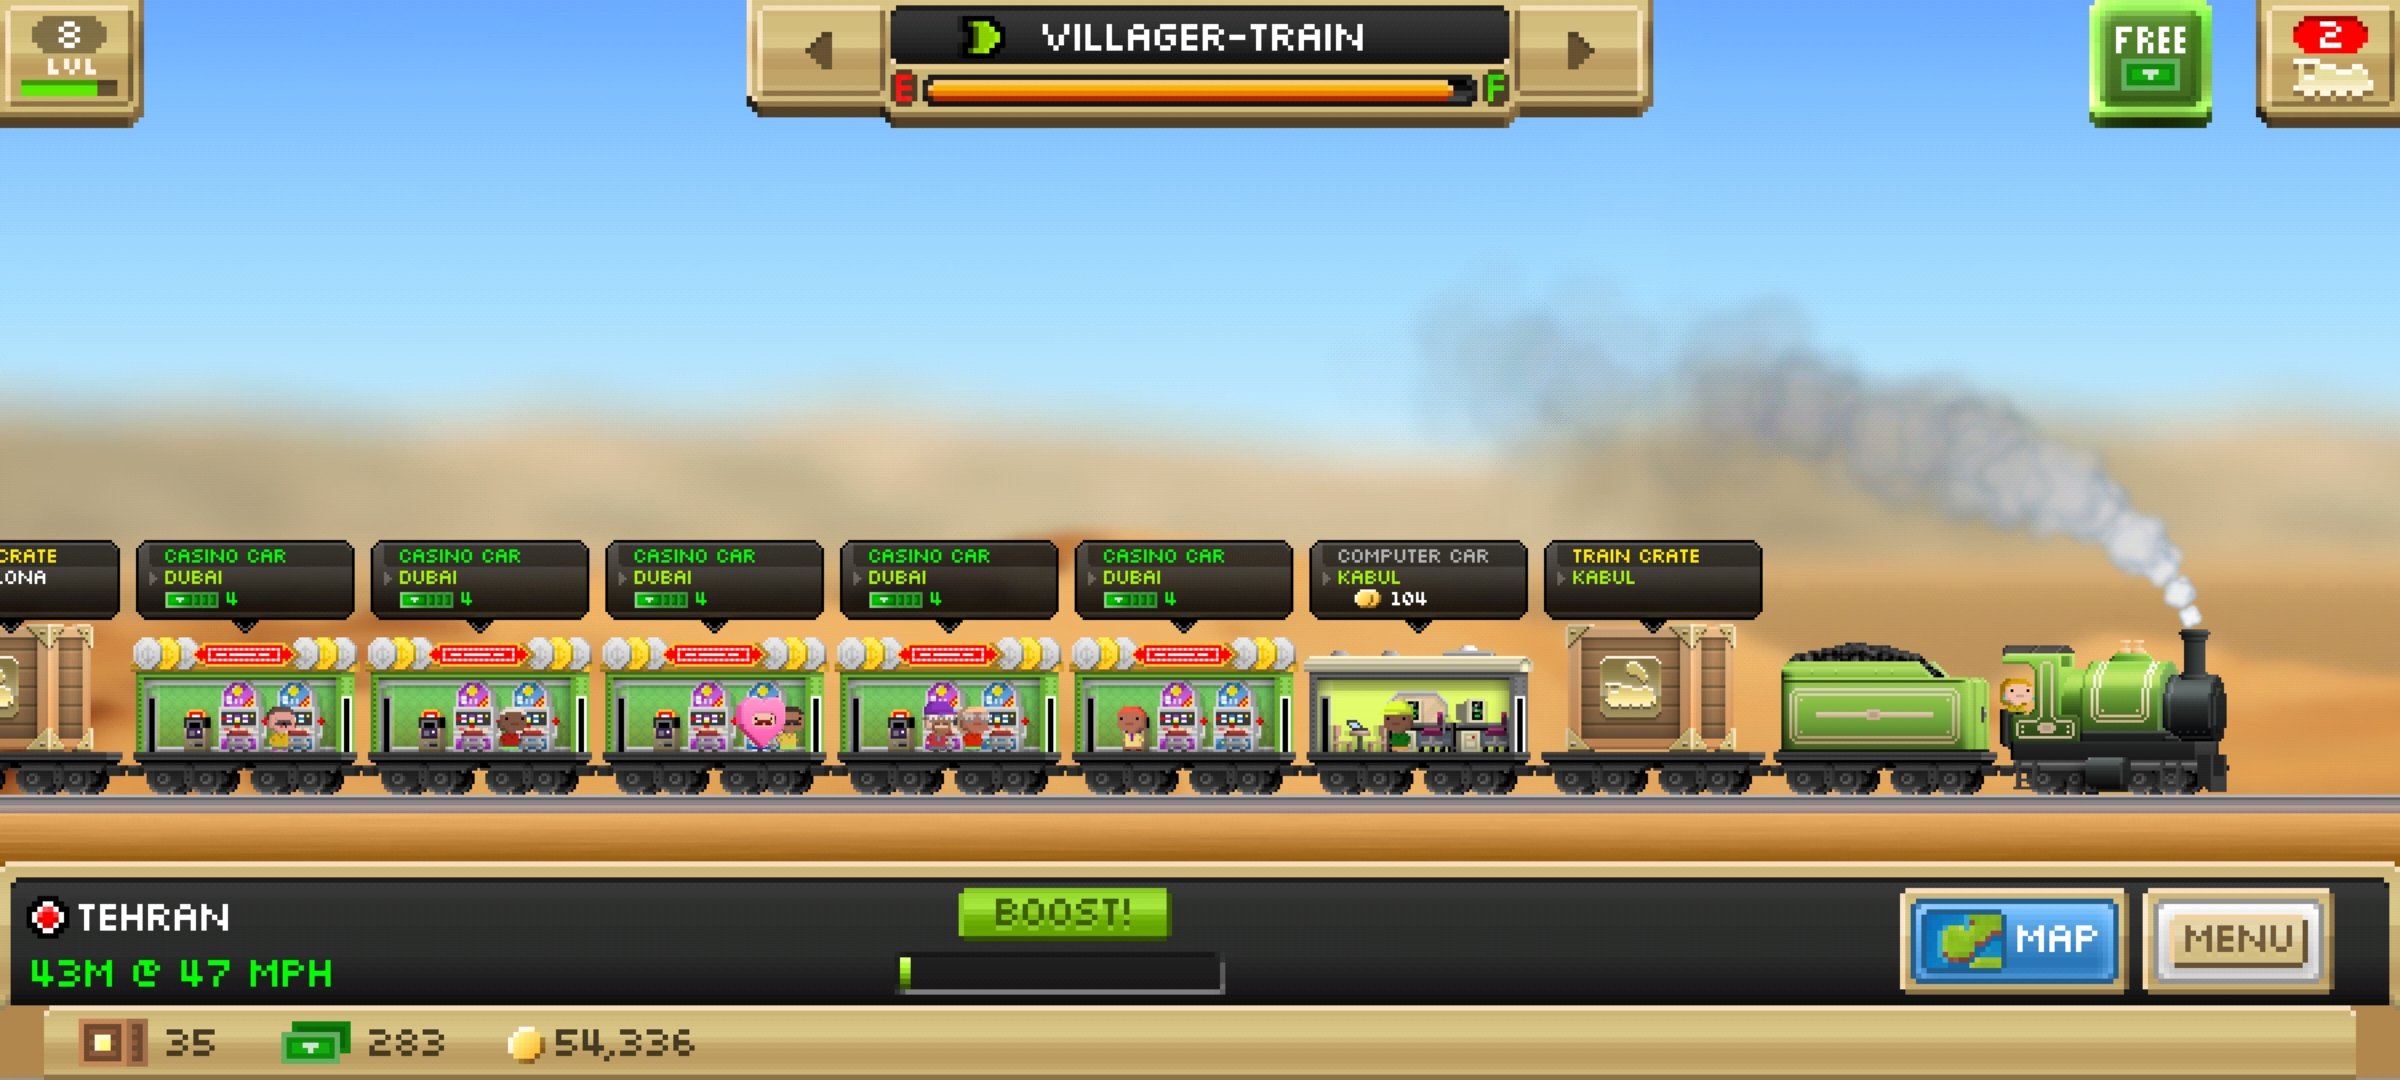 8
LVL
VILLAGER-TRAIN
E F
FREE
2
CRATE
LONA
CASINO CAR
DUBAI
4
CASINO CAR
DUBAI
4
CASINO CAR
DUBAI
4
CASINO CAR
DUBAI
4
CASINO CAR
DUBAI
4
COMPUTER CAR
KABUL
104
TRAIN CRATE
KABUL
TEHRAN
43M @ 47 MPH
BOOST!
MAP
MENU
35
283
54,336